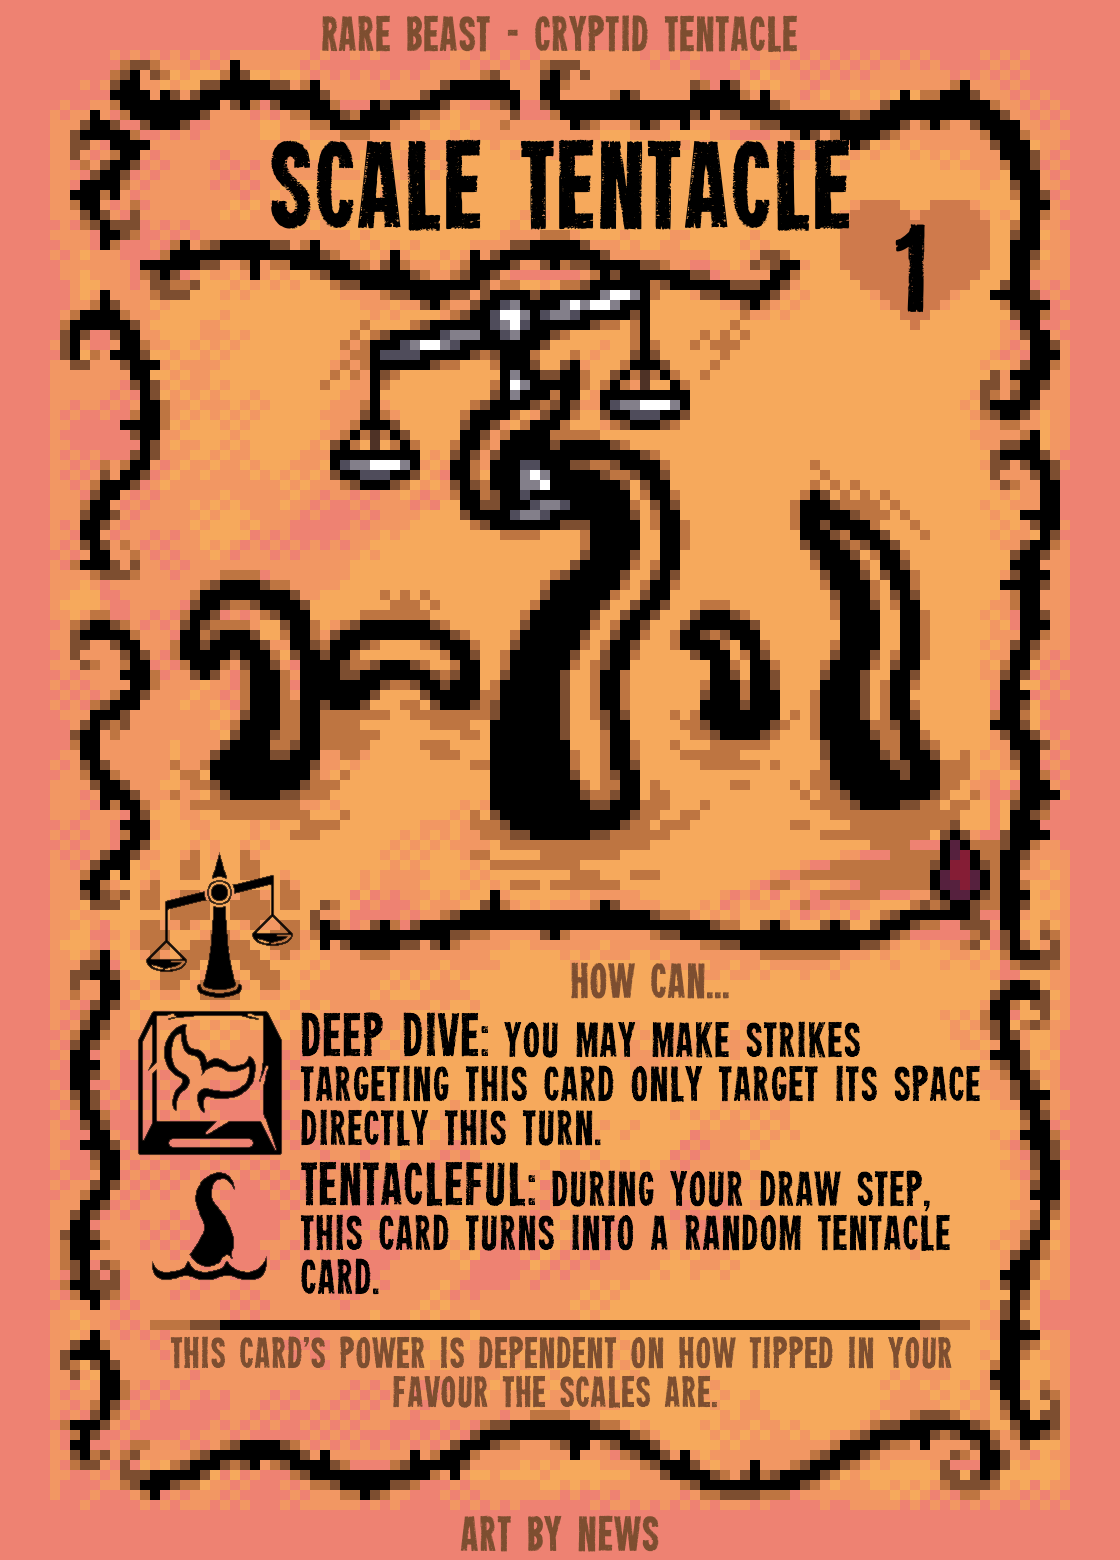 RARE BEAST - CRYPTID TENTACLE
SCALE TENTACLE
1
HOW CAN...
DEEP DIVE: YOU MAY MAKE STRIKES
TARGETING THIS CARD ONLY TARGET ITS SPACE
DIRECTLY THIS TURN.
TENTACLEFUL: DURING YOUR DRAW STEP,
THIS CARD TURNS INTO A RANDOM TENTACLE
CARD.
THIS CARD'S POWER IS DEPENDENT ON HOW TIPPED IN YOUR
FAVOUR THE SCALES ARE.
ART BY NEWS